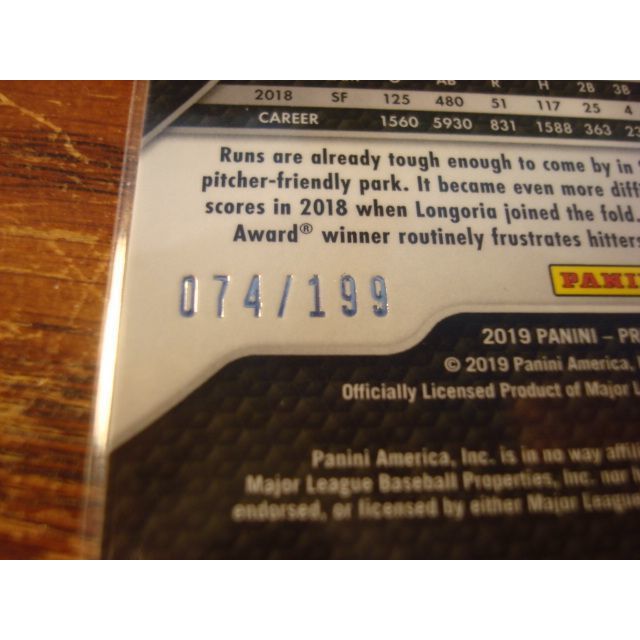 AB R H 2B 3B
2018 SF 125 480 51 117 25 4
CAREER 1560 5930 831 1588 363
Runs are already tough enough to come by in
pitcher-friendly park. It became even more
scores in 2018 when Longoria joined the fold.
Award® winner routinely frustrates hitters
PANI
074/199
2019 PANINI – PR
© 2019 Panini America,
Officially Licensed Product of Major
Panini America, Inc. is in no way
Major League Baseball Properties, Inc. nor
endorsed, or licensed by either Major League